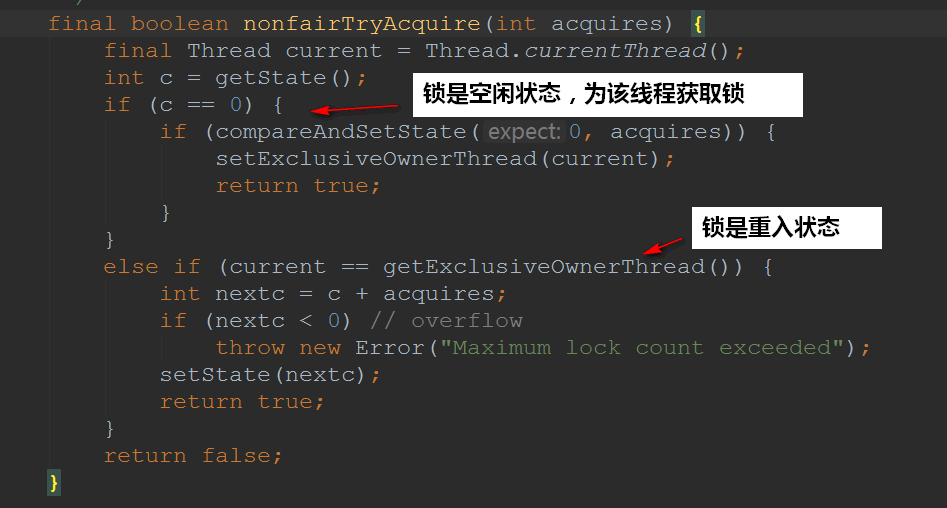 final boolean nonfairTryAcquire(int acquires) {
final Thread current = Thread.currentThread();
int c = getState();
if (c == 0) {
锁是空闲状态，为该线程获取锁
if (compareAndSetState( expect: 0, acquires)) {
setExclusiveOwnerThread(current);
return true;
}
}
锁是重入状态
else if (current == getExclusiveOwnerThread()) {
int nextc = c + acquires;
if (nextc < 0) // overflow
throw new Error("Maximum lock count exceeded");
setState(nextc);
return true;
}
return false;
}